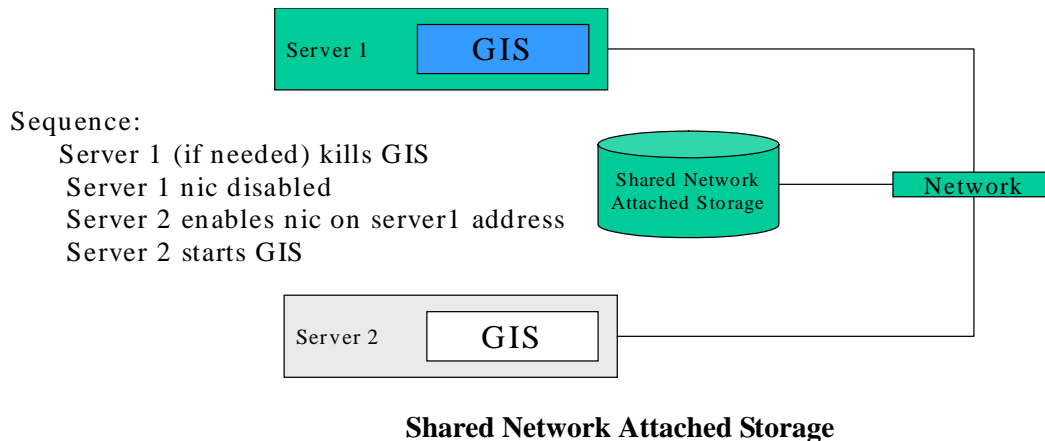 Server 1
GIS
Sequence:
Server 1 (if needed) kills GIS
Server 1 nic disabled
Server 2 enables nic on server1 address
Server 2 starts GIS
Shared Network
Attached Storage
Network
Server 2
GIS
Shared Network Attached Storage